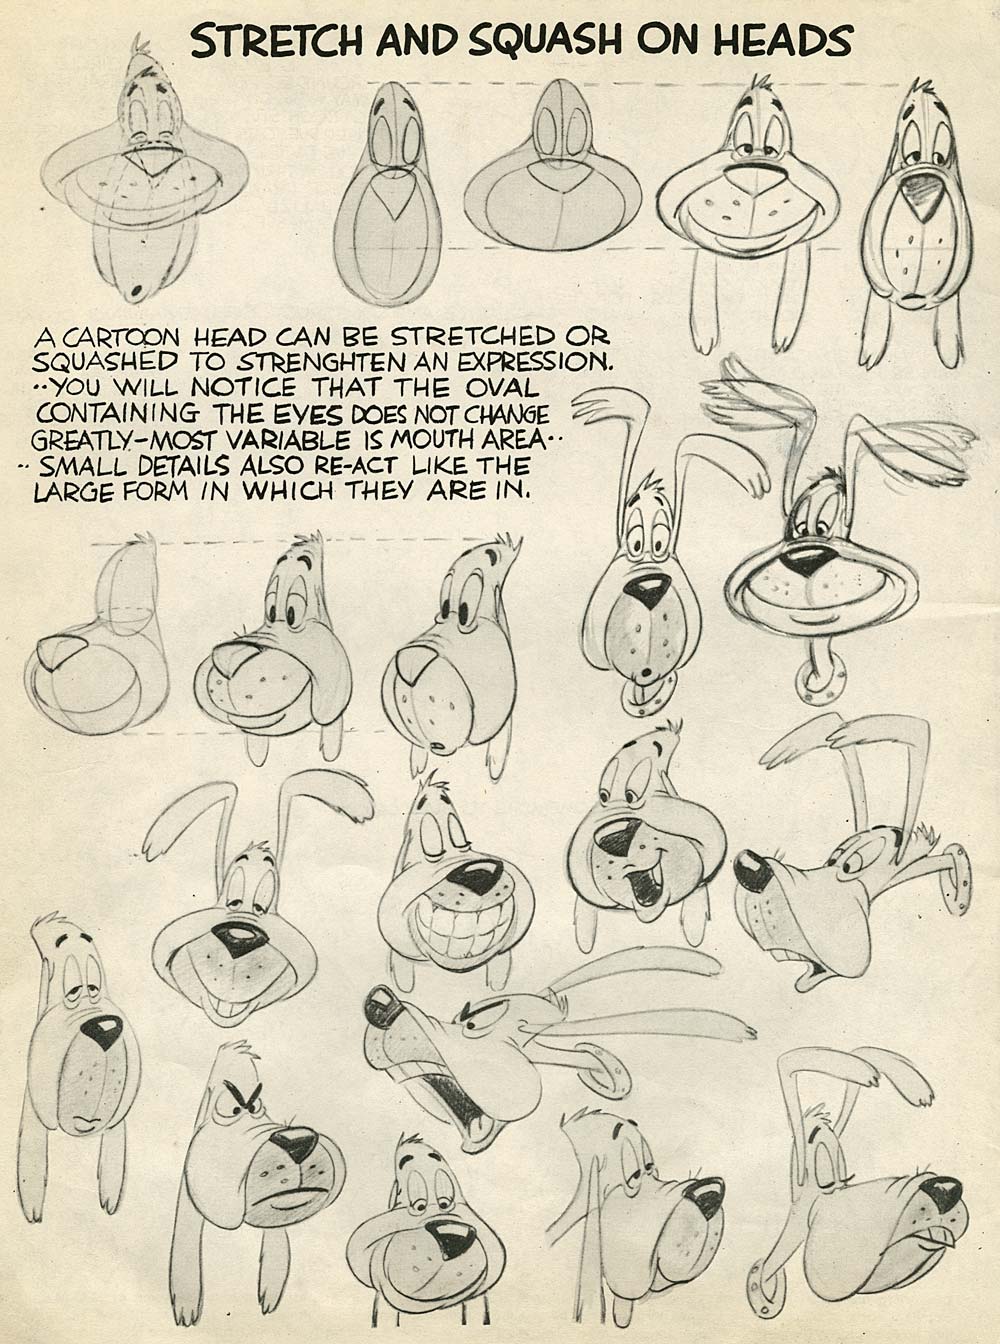 STRETCH AND SQUASH ON HEADS
A CARTOON HEAD CAN BE STRETCHED OR
SQUASHED TO STRENGHTEN AN EXPRESSION.
··YOU WILL NOTICE THAT THE OVAL
CONTAINING THE EYES DOES NOT CHANGE
GREATLY-MOST VARIABLE IS MOUTH AREA··
·· SMALL DETAILS ALSO RE-ACT LIKE THE
LARGE FORM IN WHICH THEY ARE IN.